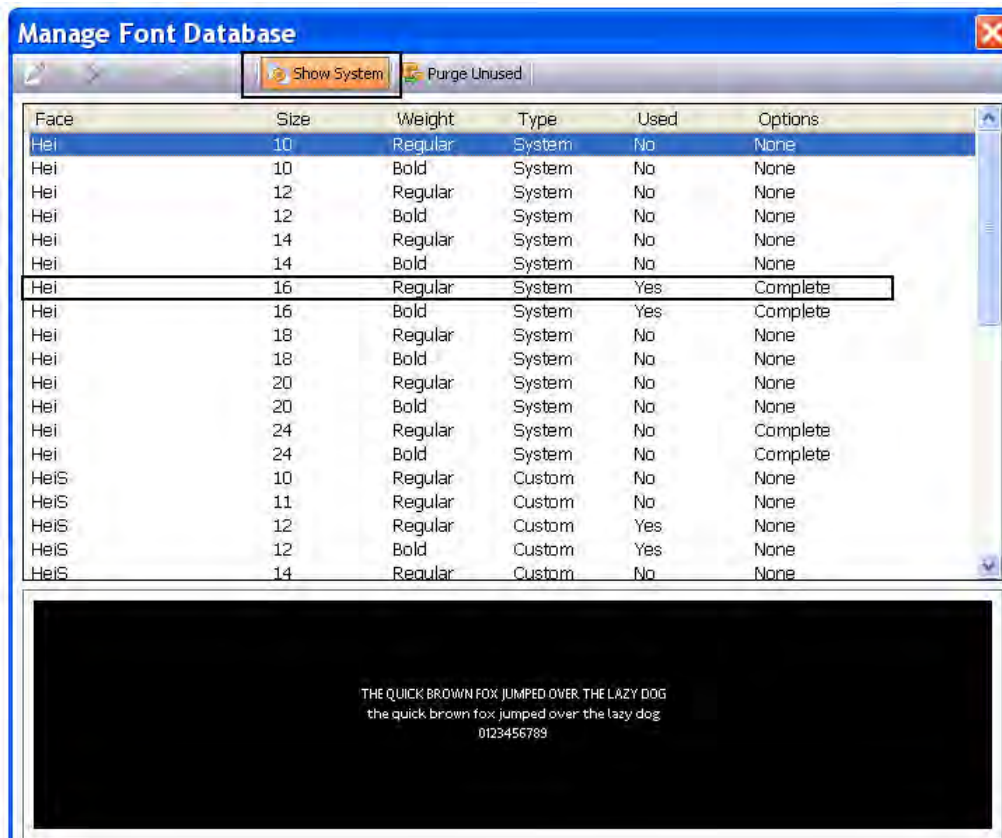 Manage Font Database
Show System Purge Unused
Face Size Weight Type Used Options
Hei 10 Regular System No None
Hei 10 Bold System No None
Hei 12 Regular System No None
Hei 12 Bold System No None
Hei 14 Regular System No None
Hei 14 Bold System No None
Hei 16 Regular System Yes Complete
Hei 16 Bold System Yes Complete
Hei 18 Regular System No None
Hei 18 Bold System No None
Hei 20 Regular System No None
Hei 20 Bold System No None
Hei 24 Regular System No Complete
Hei 24 Bold System No Complete
HeiS 10 Regular Custom No None
HeiS 11 Regular Custom No None
HeiS 12 Regular Custom Yes None
HeiS 12 Bold Custom Yes None
HeiS 14 Regular Custom No None
THE QUICK BROWN FOX JUMPED OVER THE LAZY DOG
the quick brown fox jumped over the lazy dog
0123456789